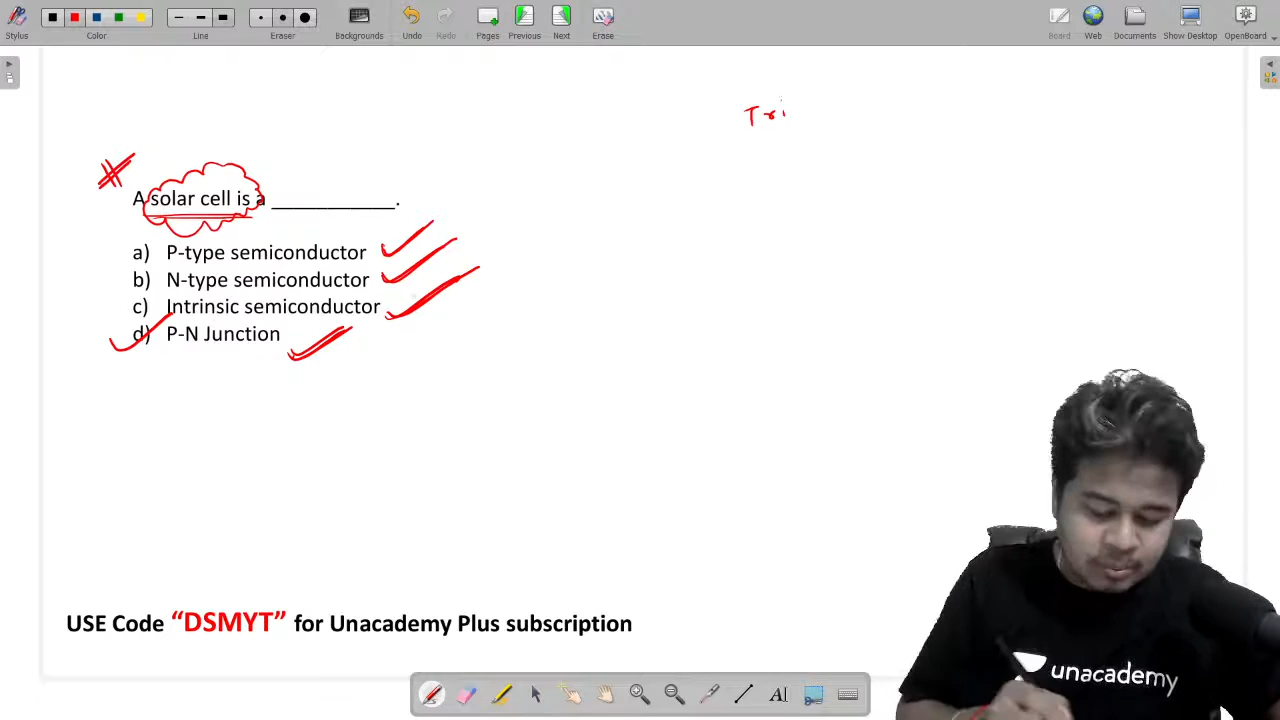 Stylus
Color
Line
Eraser
Backgrounds
Undo
Redo
Pages
Previous
Next
Erase
Board
Web
Documents
Show Desktop
OpenBoard
Tri
A solar cell is a ____________.
a) P-type semiconductor
b) N-type semiconductor
c) Intrinsic semiconductor
d) P-N Junction
USE Code “DSMYT” for Unacademy Plus subscription
unacademy